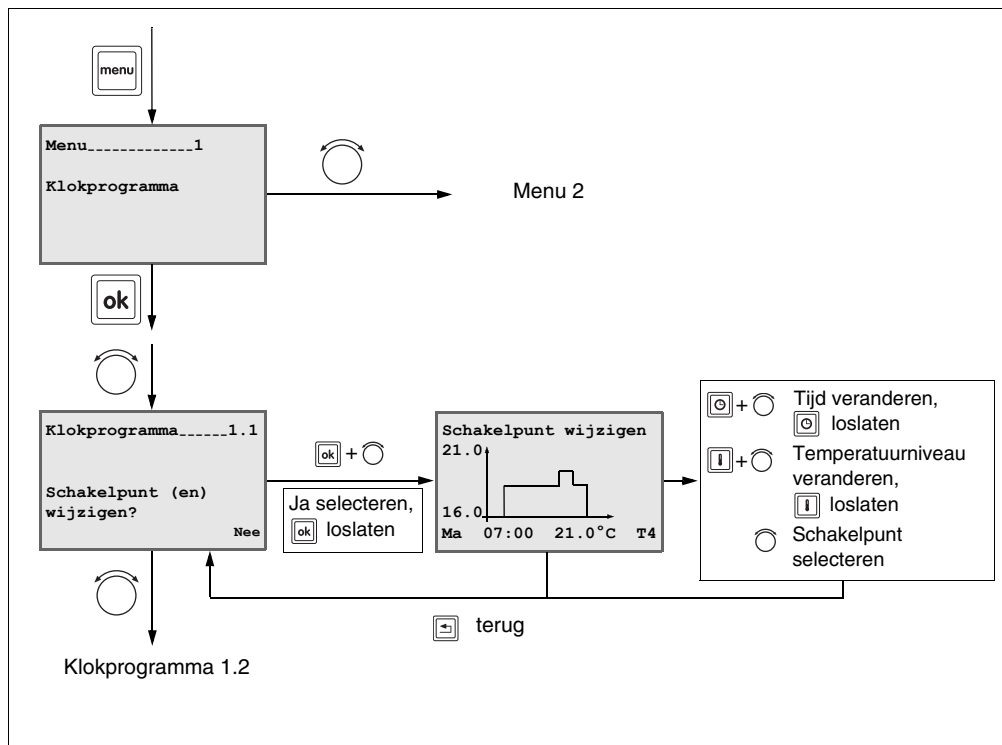 menu
Menu_____________1
Klokprogramma
Menu 2
ok
Klokprogramma______1.1
Schakelpunt (en)
wijzigen?
Nee
ok +
Ja selecteren,
ok loslaten
Schakelpunt wijzigen
21.0
16.0
Ma 07:00 21.0°C T4
+ Tijd veranderen,
loslaten
+ Temperatuurniveau
veranderen,
loslaten
Schakelpunt
selecteren
terug
Klokprogramma 1.2